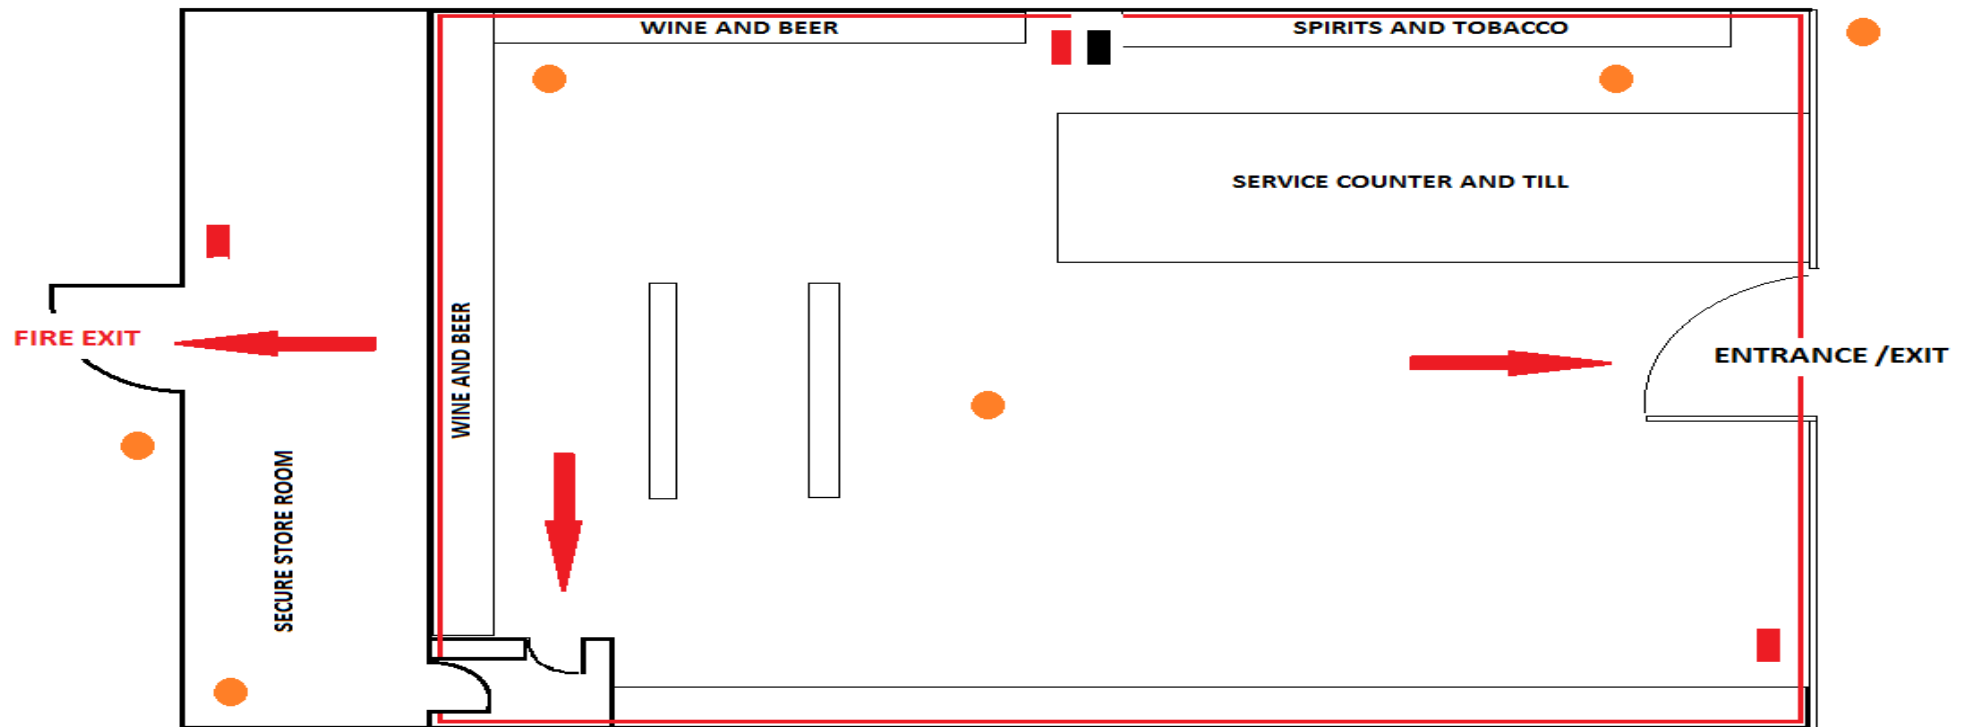 WINE AND BEER
SPIRITS AND TOBACCO
SERVICE COUNTER AND TILL
FIRE EXIT
WINE AND BEER
ENTRANCE /EXIT
SECURE STORE ROOM